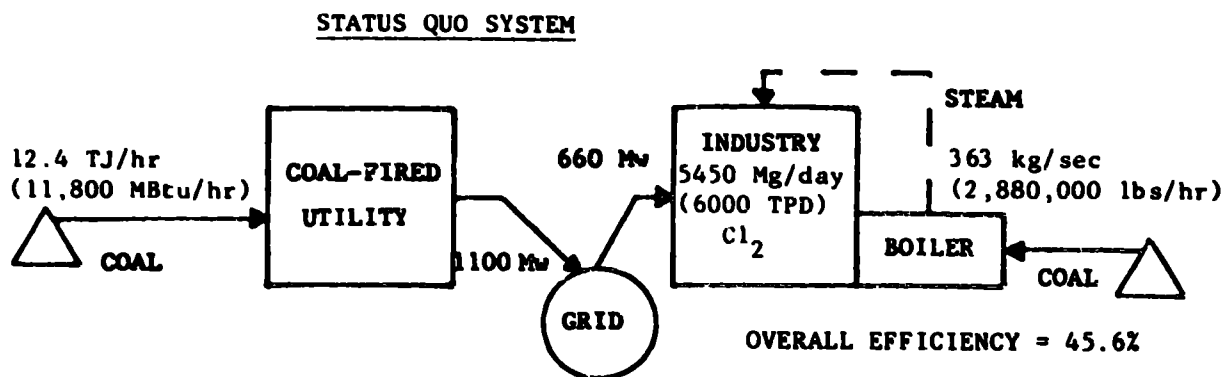 STATUS QUO SYSTEM
12.4 TJ/hr
(11,800 MBtu/hr)
COAL
COAL-FIRED
UTILITY
1100 Mw
GRID
660 Mw
INDUSTRY
5450 Mg/day
(6000 TPD)
Cl2
STEAM
363 kg/sec
(2,880,000 lbs/hr)
BOILER
COAL
OVERALL EFFICIENCY = 45.6%